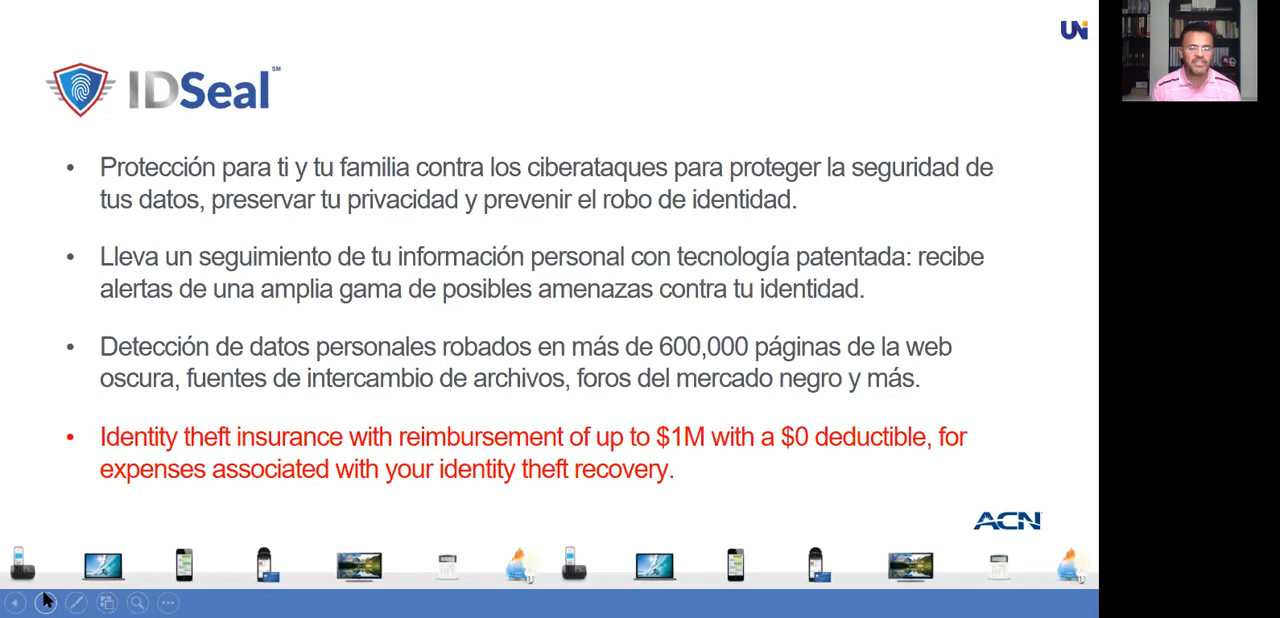 UN
IDSeal SM
• Protección para ti y tu familia contra los ciberataques para proteger la seguridad de
tus datos, preservar tu privacidad y prevenir el robo de identidad.
• Lleva un seguimiento de tu información personal con tecnología patentada: recibe
alertas de una amplia gama de posibles amenazas contra tu identidad.
• Detección de datos personales robados en más de 600,000 páginas de la web
oscura, fuentes de intercambio de archivos, foros del mercado negro y más.
• Identity theft insurance with reimbursement of up to $1M with a $0 deductible, for
expenses associated with your identity theft recovery.
ACN